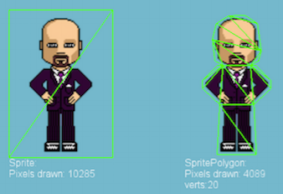 Sprite
Pixels drawn: 10285
SpritePolygon
Pixels drawn: 4089
verts:20